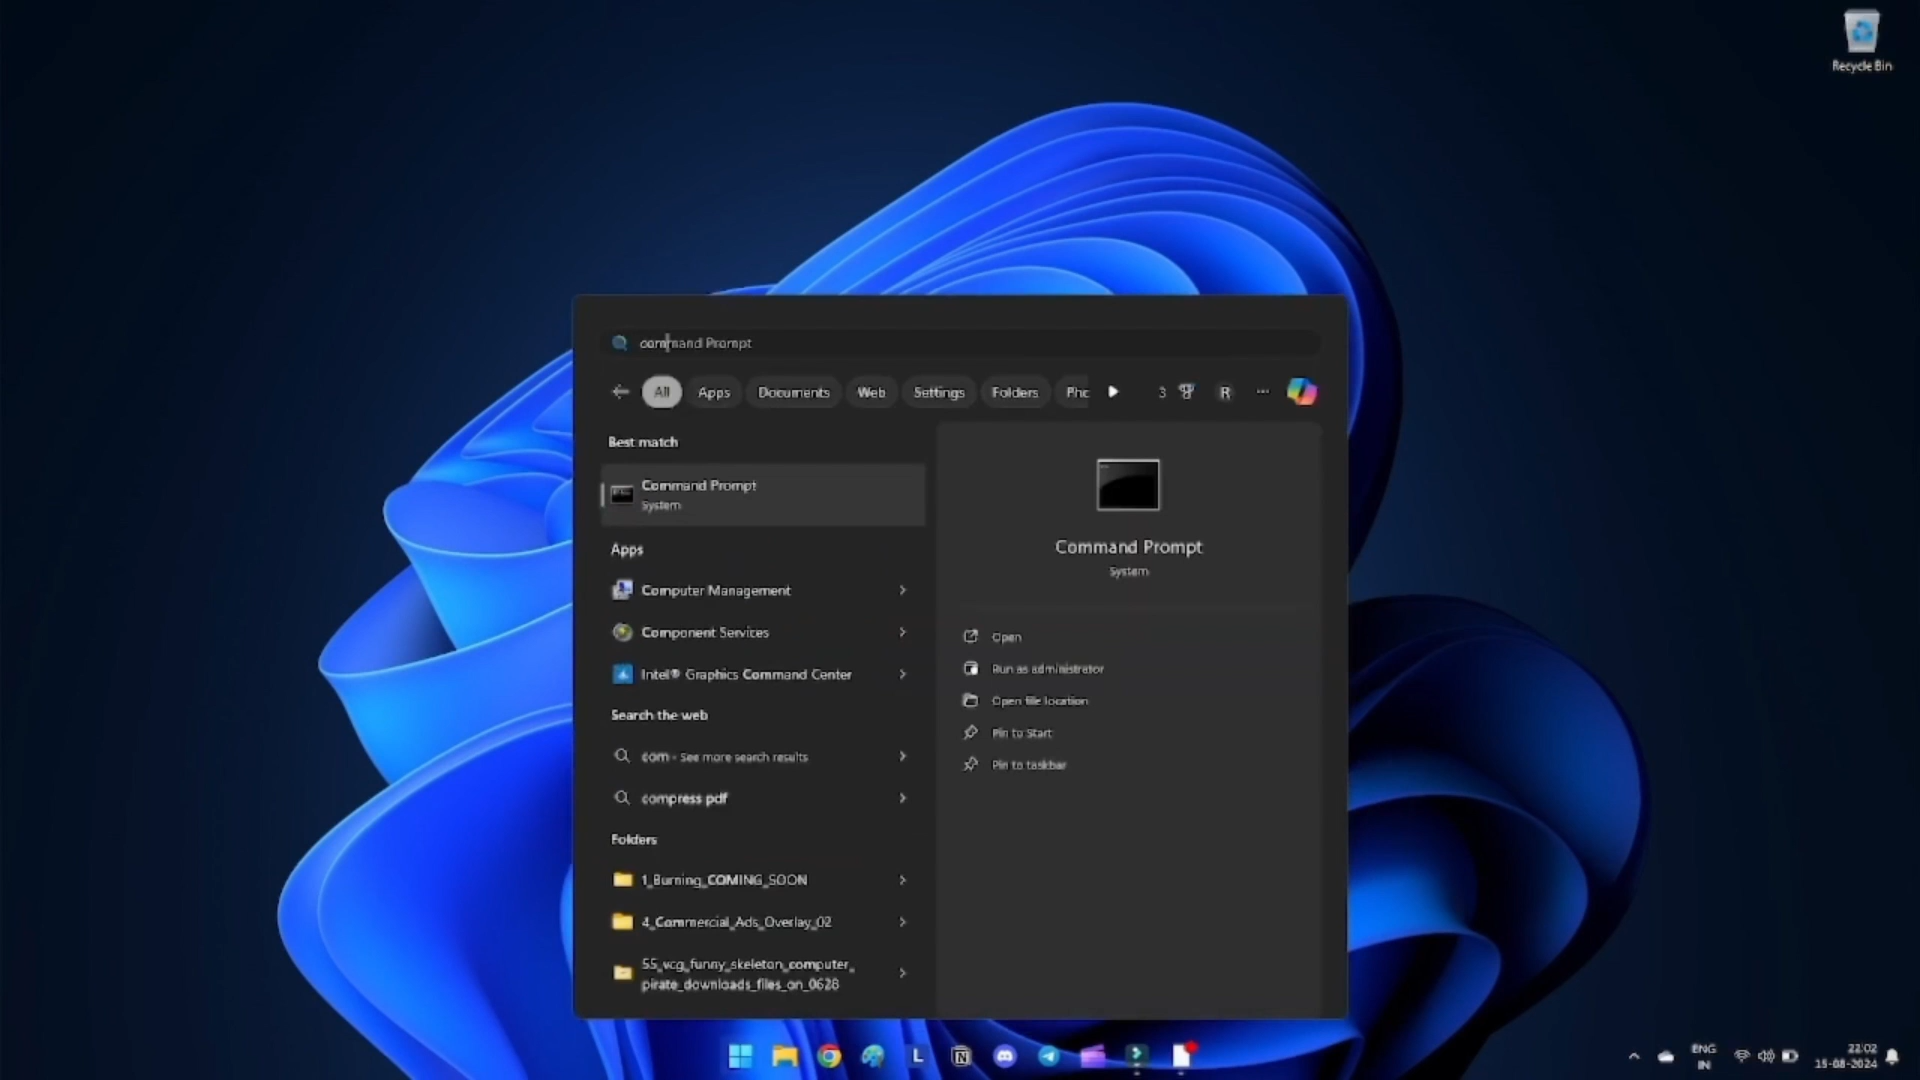 Recycle Bin
command Prompt
All Apps Documents Web Settings Folders Phc 3 R ...
Best match
Command Prompt
System
Apps
Computer Management
Component Services
Intel® Graphics Command Center
Search the web
com - See more search results
compress pdf
Folders
1_Burning_COMING_SOON
4_Commercial_Ads_Overlay_02
55_vcg_funny_skeleton_computer_
pirate_downloads_files_on_0628
Command Prompt
System
Open
Run as administrator
Open file location
Pin to Start
Pin to taskbar
L
N
ENG
IN
22:02
15-08-2024